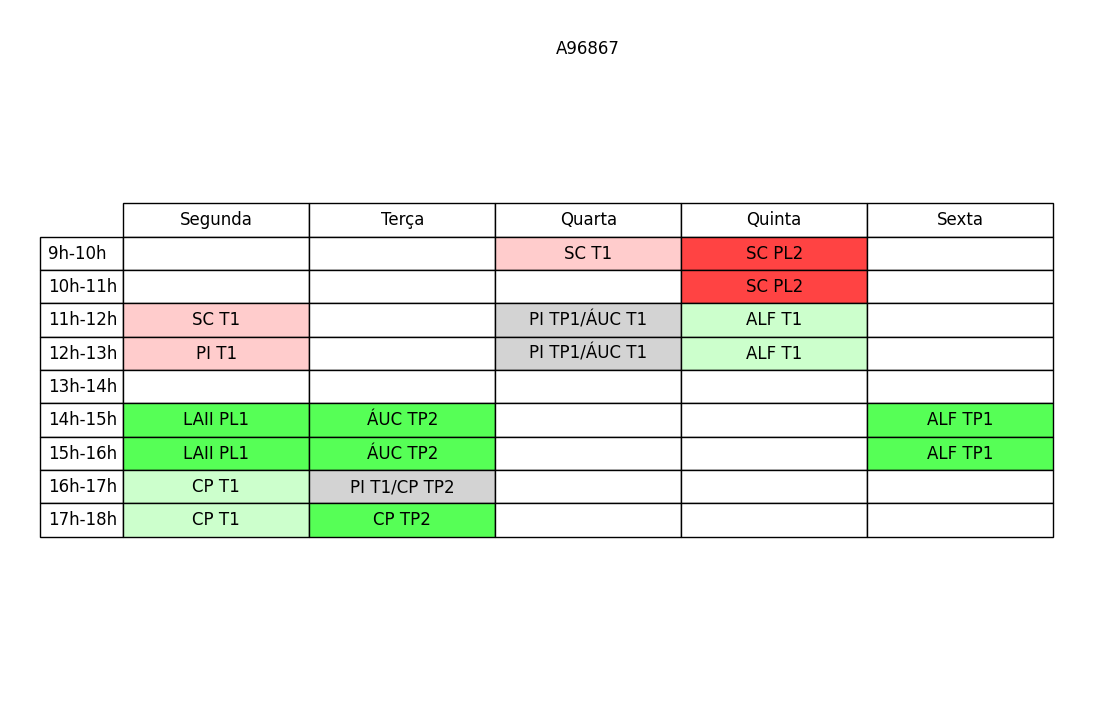 A96867
Segunda Terça Quarta Quinta Sexta
9h-10h SC T1 SC PL2
10h-11h SC PL2
11h-12h SC T1 PI TP1/ÁUC T1 ALF T1
12h-13h PI T1 PI TP1/ÁUC T1 ALF T1
13h-14h
14h-15h LAII PL1 ÁUC TP2 ALF TP1
15h-16h LAII PL1 ÁUC TP2 ALF TP1
16h-17h CP T1 PI T1/CP TP2
17h-18h CP T1 CP TP2